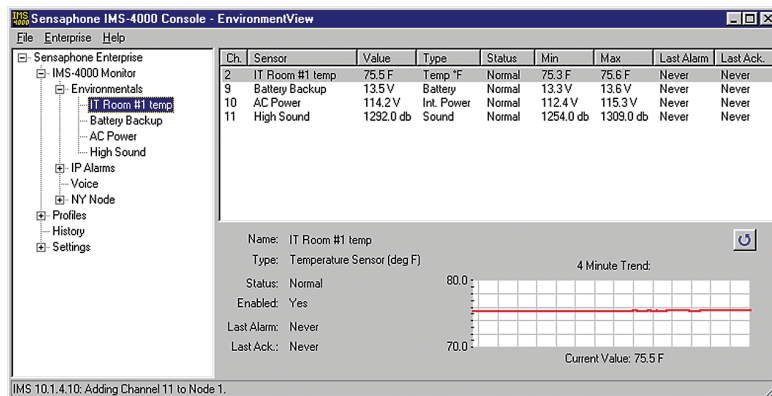 IMS 4000 Sensaphone IMS-4000 Console - EnvironmentView
File Enterprise Help
Sensaphone Enterprise
IMS-4000 Monitor
Environmentals
IT Room #1 temp
Battery Backup
AC Power
High Sound
IP Alarms
Voice
NY Node
Profiles
History
Settings
Ch. Sensor Value Type Status Min Max Last Alarm Last Ack.
2 IT Room #1 temp 75.5 F Temp °F Normal 75.3 F 75.6 F Never Never
9 Battery Backup 13.5 V Battery Normal 13.3 V 13.6 V Never Never
10 AC Power 114.2 V Int. Power Normal 112.4 V 115.3 V Never Never
11 High Sound 1292.0 db Sound Normal 1254.0 db 1309.0 db Never Never
Name: IT Room #1 temp
Type: Temperature Sensor (deg F)
Status: Normal
Enabled: Yes
Last Alarm: Never
Last Ack.: Never
4 Minute Trend:
80.0
70.0
Current Value: 75.5 F
IMS 10.1.4.10: Adding Channel 11 to Node 1.